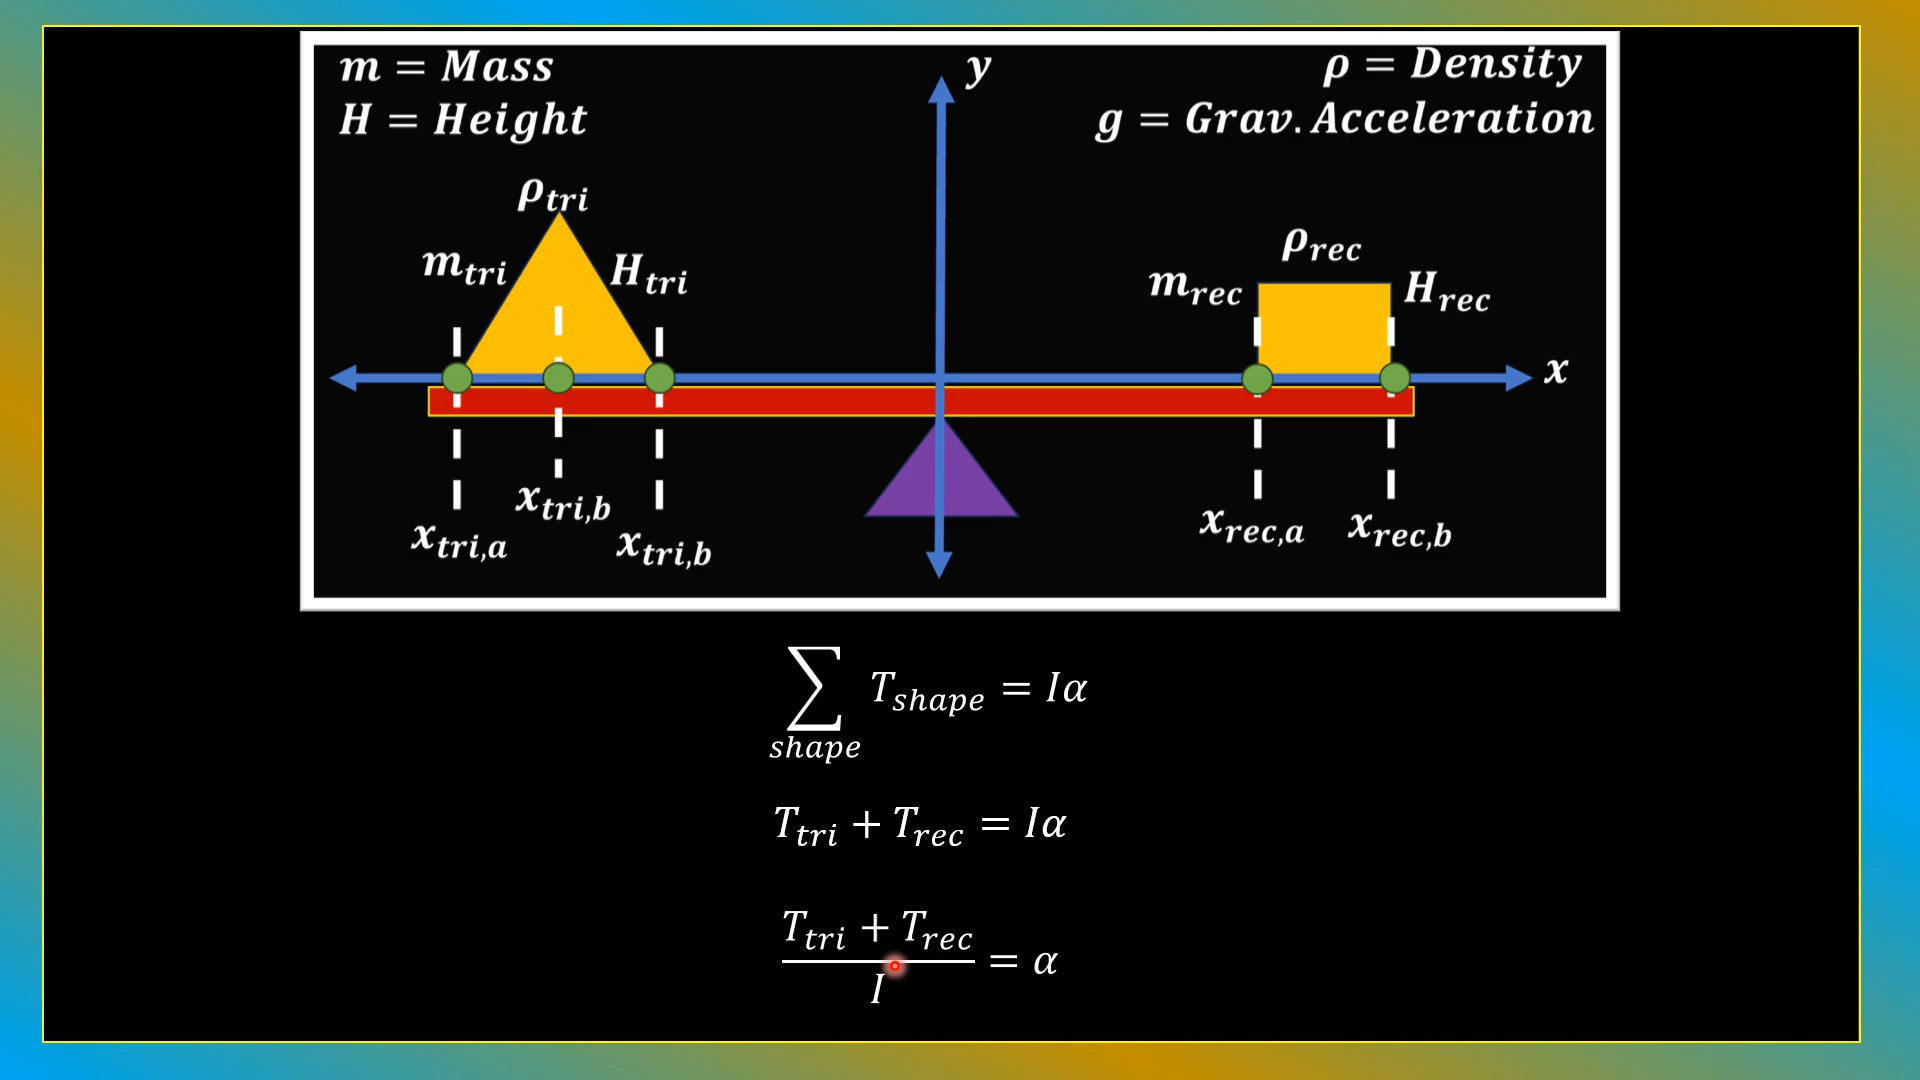 m = Mass
H = Height
y
ρ = Density
g = Grav. Acceleration
ρ_tri
m_tri
H_tri
ρ_rec
m_rec
H_rec
x
x_tri,a
x_tri,b
x_tri,b
x_rec,a
x_rec,b
∑_shape T_shape = Iα
T_tri + T_rec = Iα
(T_tri + T_rec)/I = α